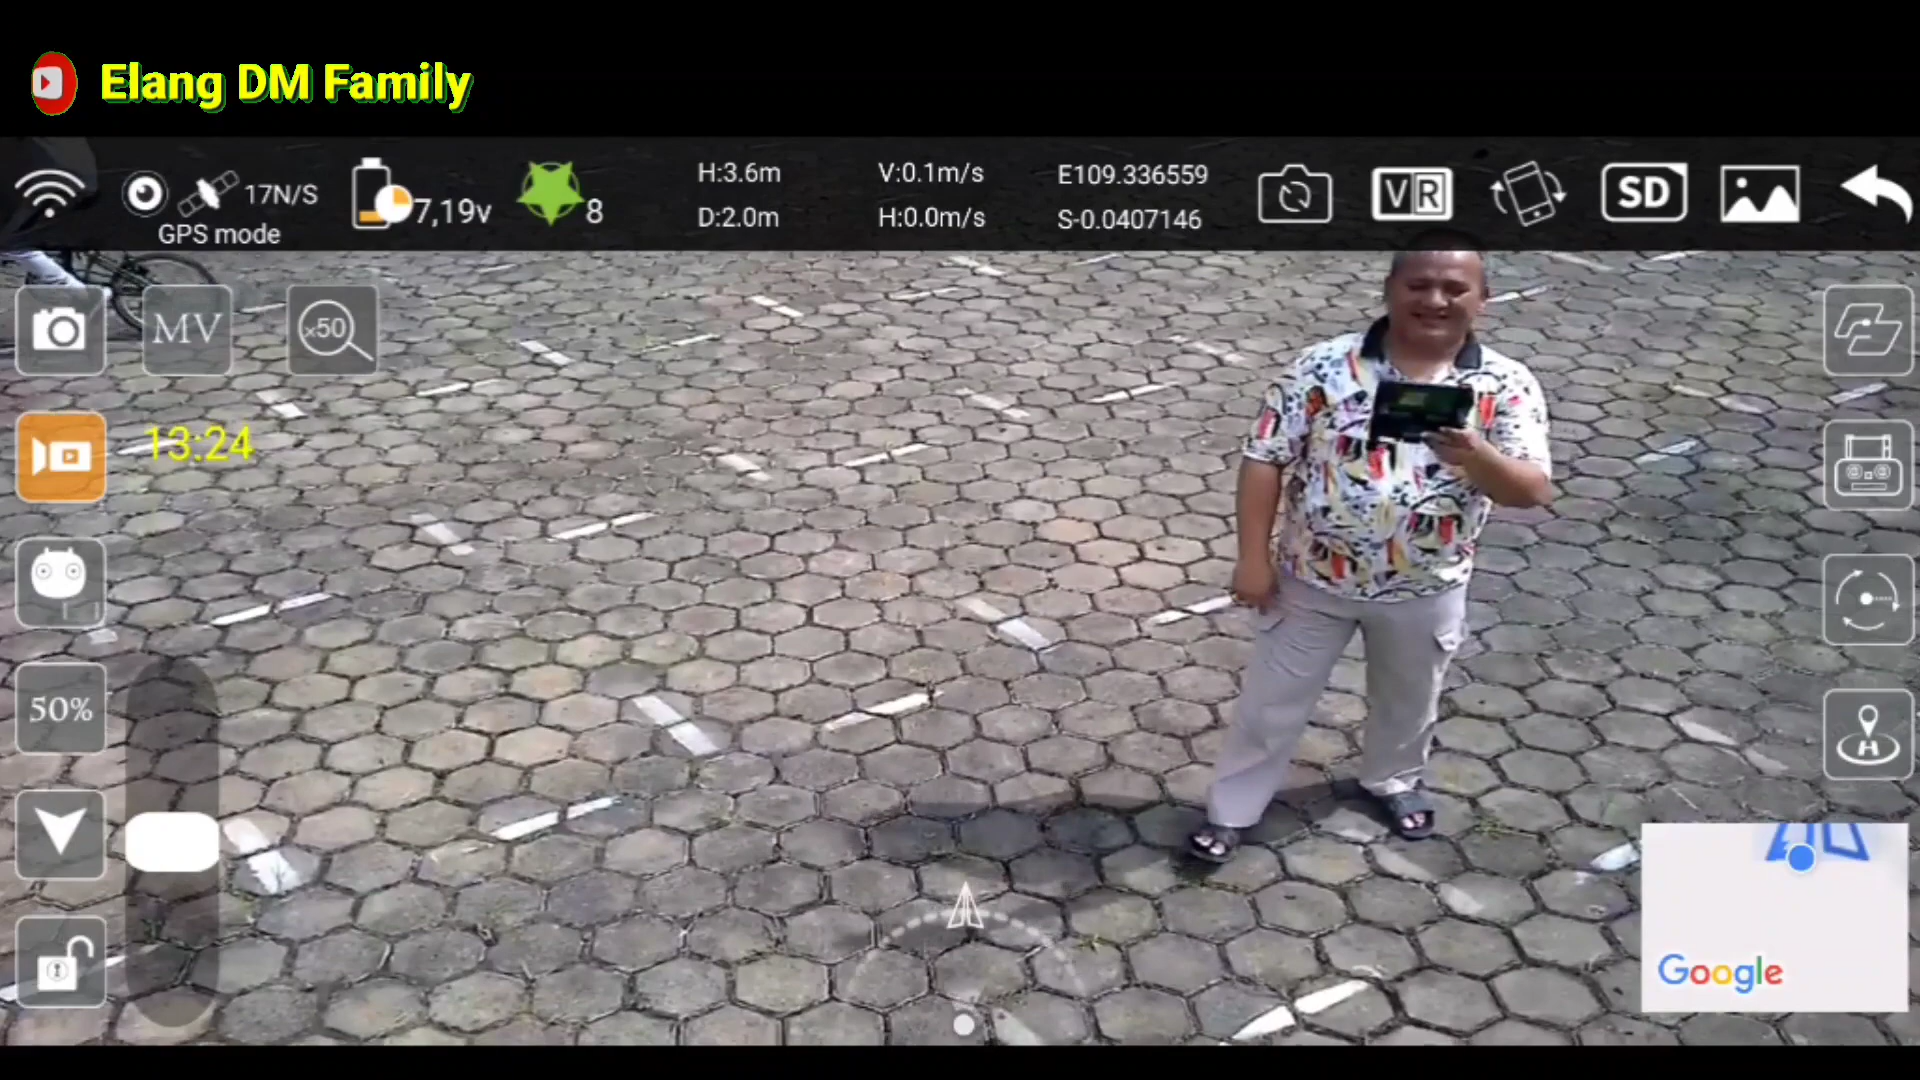 Elang DM Family
17N/S
GPS mode
7,19v
8
H:3.6m
D:2.0m
V:0.1m/s
H:0.0m/s
E109.336559
S-0.0407146
VR
SD
MV
x50
13:24
50%
H
Google